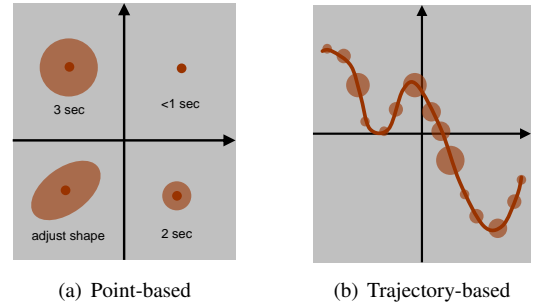 3 sec
<1 sec
adjust shape
2 sec
(a) Point-based
(b) Trajectory-based